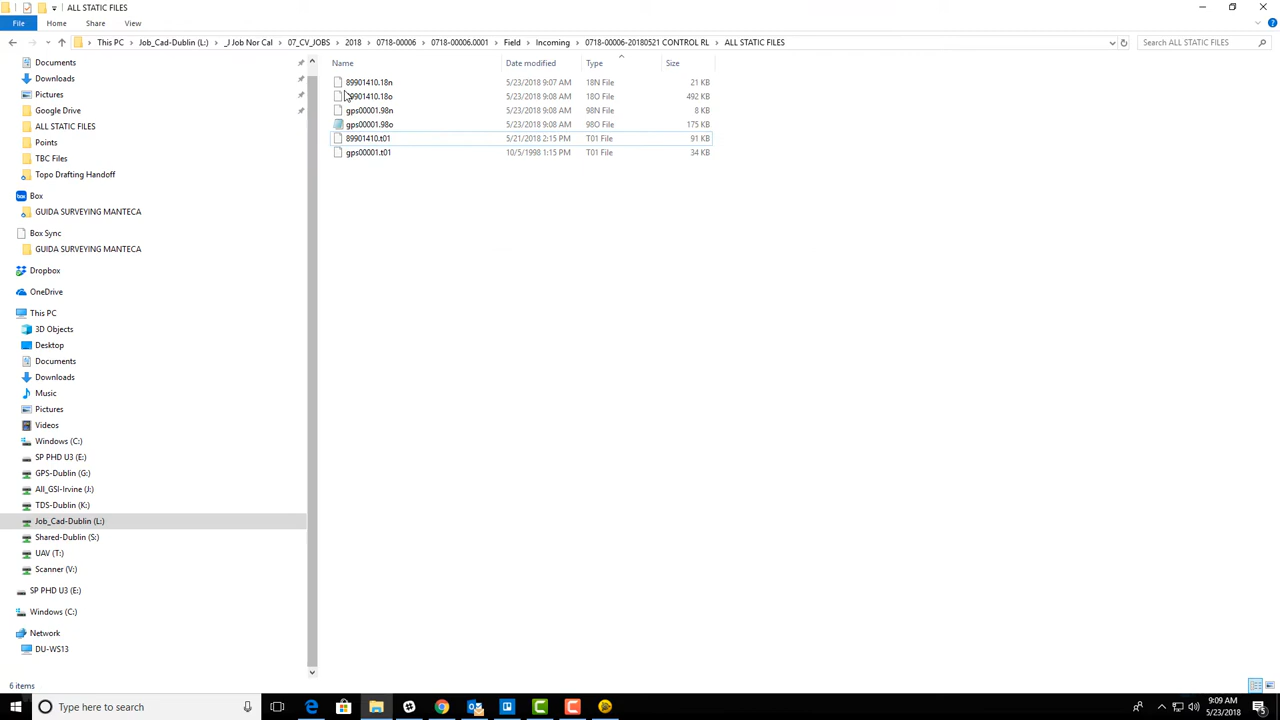 ALL STATIC FILES
File Home Share View
This PC Job_Cad-Dublin (L:) _J Job Nor Cal 07_CV_JOBS 2018 0718-00006 0718-00006.0001 Field Incoming 0718-00006-20180521 CONTROL RL ALL STATIC FILES
Search ALL STATIC FILES
Documents
Downloads
Pictures
Google Drive
ALL STATIC FILES
Points
TBC Files
Topo Drafting Handoff
Box
GUIDA SURVEYING MANTECA
Box Sync
GUIDA SURVEYING MANTECA
Dropbox
OneDrive
This PC
3D Objects
Desktop
Documents
Downloads
Music
Pictures
Videos
Windows (C:)
SP PHD U3 (E:)
GPS-Dublin (G:)
All_GSI-Irvine (J:)
TDS-Dublin (K:)
Job_Cad-Dublin (L:)
Shared-Dublin (S:)
UAV (T:)
Scanner (V:)
SP PHD U3 (E:)
Windows (C:)
Network
DU-WS13
Name Date modified Type Size
89901410.18n 5/23/2018 9:07 AM 18N File 21 KB
89901410.18o 5/23/2018 9:08 AM 18O File 492 KB
gps00001.98n 5/23/2018 9:08 AM 98N File 8 KB
gps00001.98o 5/23/2018 9:08 AM 98O File 175 KB
89901410.t01 5/21/2018 2:15 PM T01 File 91 KB
gps00001.t01 10/5/1998 1:15 PM T01 File 34 KB
6 items
Type here to search
9:09 AM
5/23/2018
5